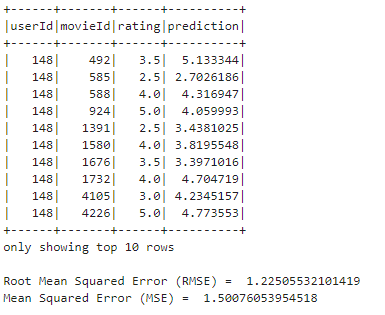 +------+-------+------+----------+
|userId|movieId|rating|prediction|
+------+-------+------+----------+
|   148|    492|   3.5|  5.133344|
|   148|    585|   2.5| 2.7026186|
|   148|    588|   4.0|  4.316947|
|   148|    924|   5.0|  4.059993|
|   148|   1391|   2.5| 3.4381025|
|   148|   1580|   4.0| 3.8195548|
|   148|   1676|   3.5| 3.3971016|
|   148|   1732|   4.0|  4.704719|
|   148|   4105|   3.0| 4.2345157|
|   148|   4226|   5.0|  4.773553|
+------+-------+------+----------+
only showing top 10 rows

Root Mean Squared Error (RMSE) =  1.22505532101419
Mean Squared Error (MSE) =  1.50076053954518